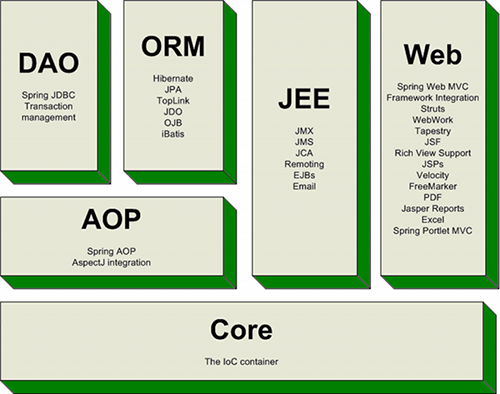 DAO
Spring JDBC
Transaction
management
ORM
Hibernate
JPA
TopLink
JDO
OJB
iBatis
JEE
JMX
JMS
JCA
Remoting
EJBs
Email
Web
Spring Web MVC
Framework Integration
Struts
WebWork
Tapestry
JSF
Rich View Support
JSPs
Velocity
FreeMarker
PDF
Jasper Reports
Excel
Spring Portlet MVC
AOP
Spring AOP
AspectJ integration
Core
The IoC container